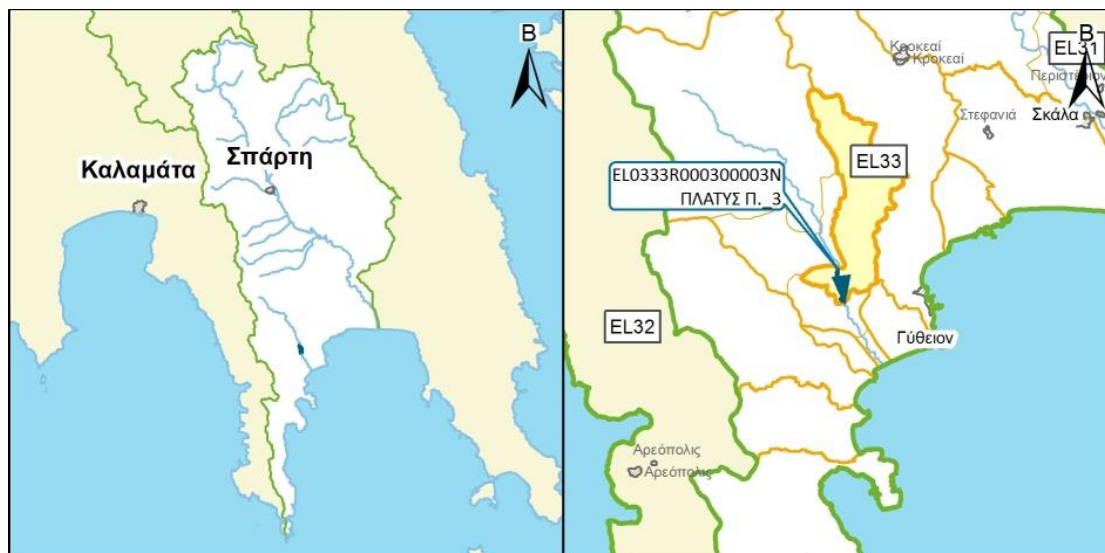 Β
Σπάρτη
Καλαμάτα
Β
EL31
Κροκεαί
Κροκεαί
Περιστέριον
Σκάλα
Στεφανιά
EL33
EL0333R000300003N
ΠΛΑΤΥΣ Π._3
EL32
Γύθειον
Αρεόπολις
Αρεόπολις